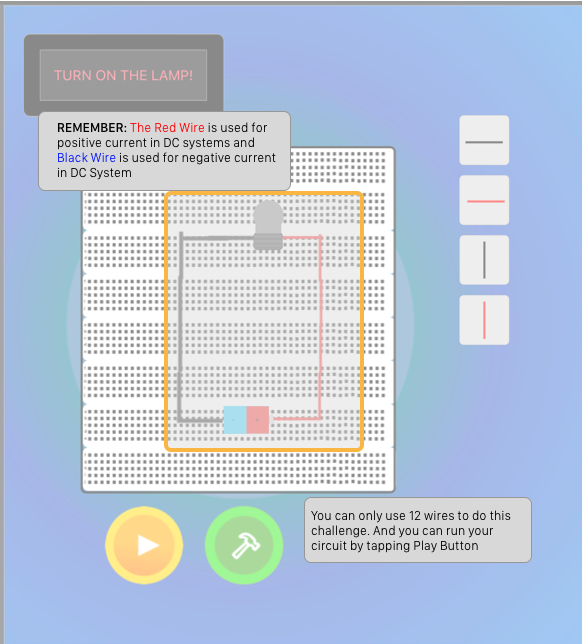 TURN ON THE LAMP!
REMEMBER: The Red Wire is used for
positive current in DC systems and
Black Wire is used for negative current
in DC System
You can only use 12 wires to do this
challenge. And you can run your
circuit by tapping Play Button